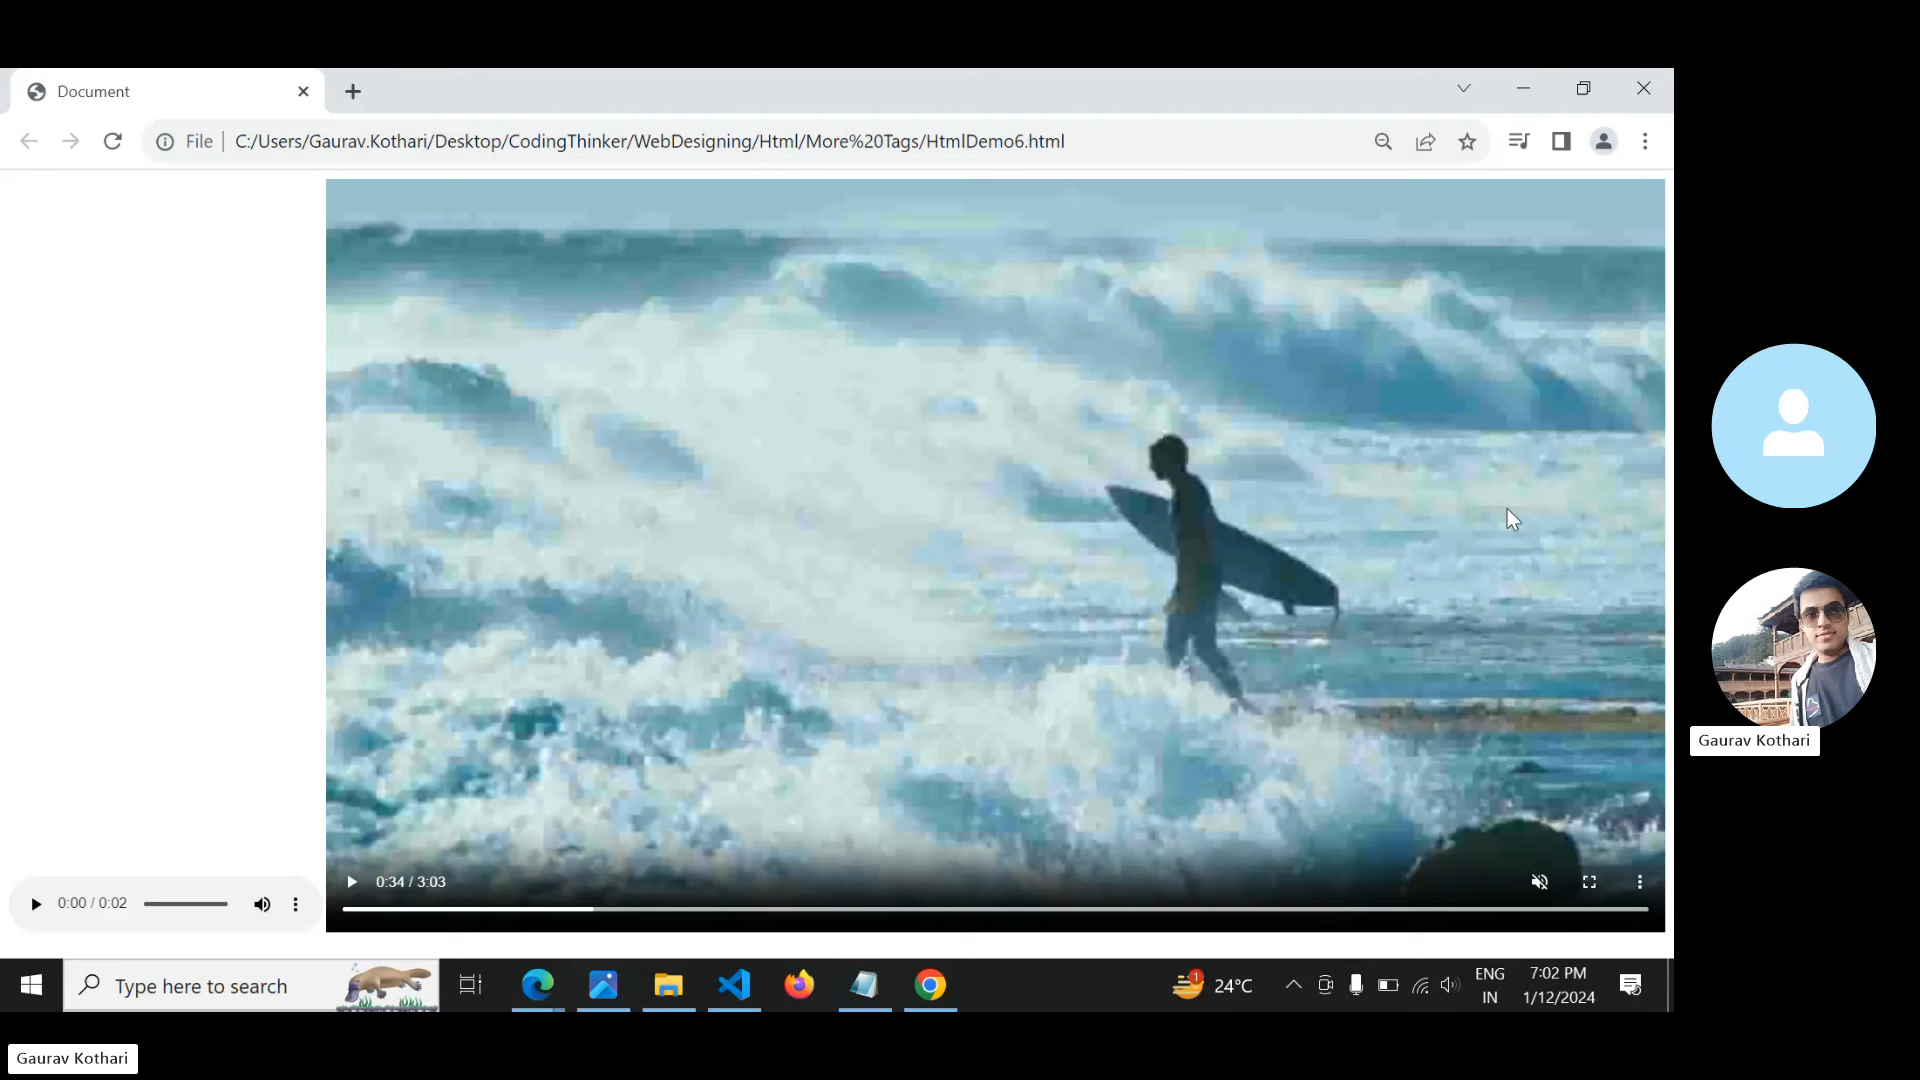 Document
File
C:/Users/Gaurav.Kothari/Desktop/CodingThinker/WebDesigning/Html/More%20Tags/HtmlDemo6.html
0:34 / 3:03
0:00 / 0:02
Gaurav Kothari
Type here to search
1
24°C
ENG
IN
7:02 PM
1/12/2024
Gaurav Kothari